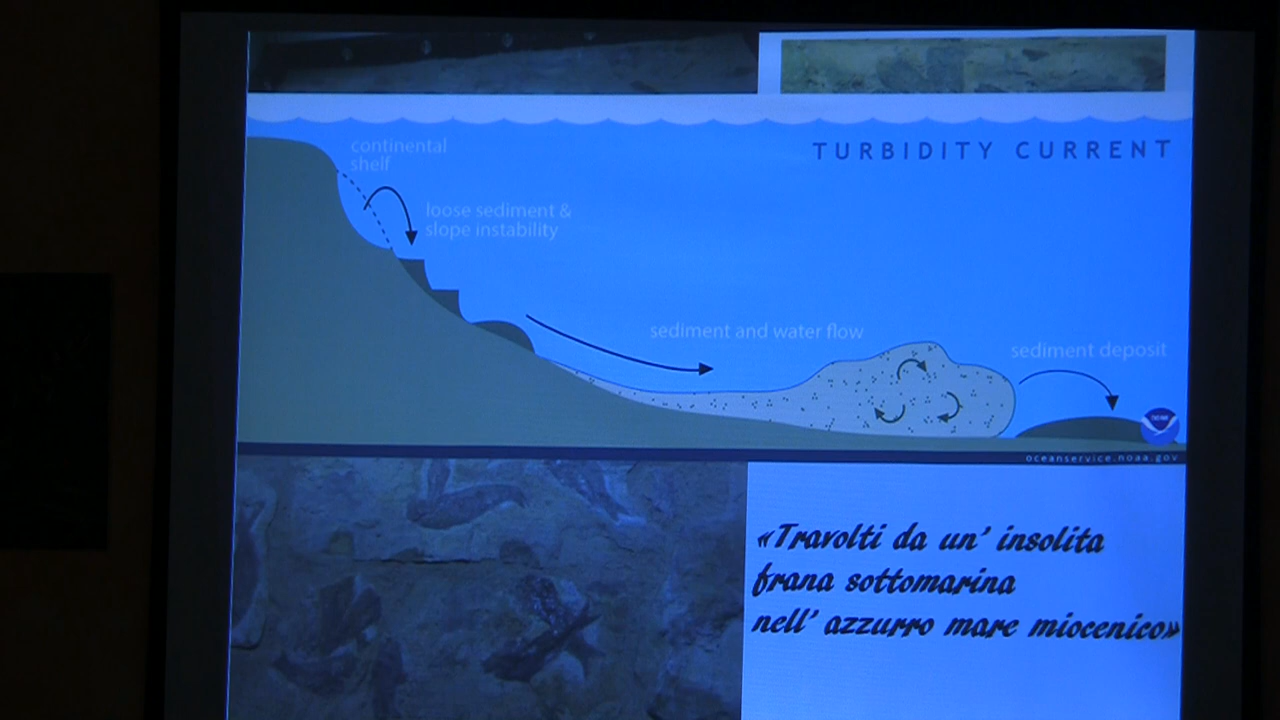 TURBIDITY CURRENT
continental
shelf
loose sediment &
slope instability
sediment and water flow
sediment deposit
oceanservice.noaa.gov
«Travolti da un' insolita
frana sottomarina
nell' azzurro mare miocenico»